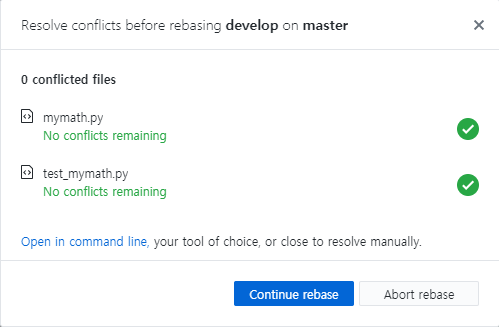 Resolve conflicts before rebasing develop on master
0 conflicted files
mymath.py
No conflicts remaining
test_mymath.py
No conflicts remaining
Open in command line, your tool of choice, or close to resolve manually.
Continue rebase
Abort rebase